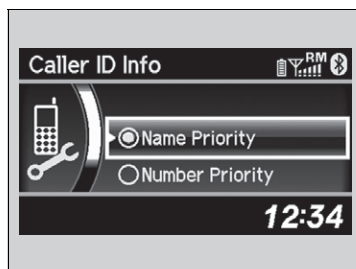 Caller ID Info
RM
Name Priority
Number Priority
12:34